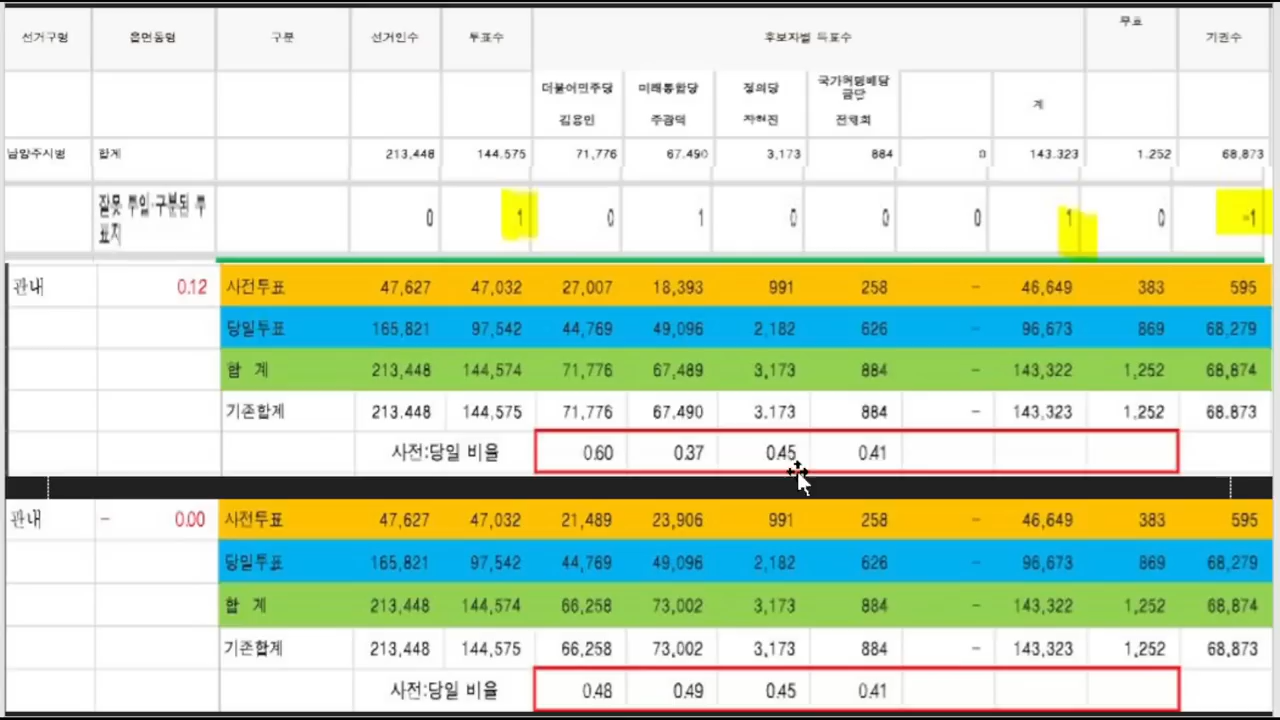 선거구명 읍면동명 구분 선거인수 투표수 후보자별 득표수 무효 기권수
더불어민주당 미래통합당 정의당 국가혁명배당
금당
계
김용민 주광덕 장형진
남양주시병 합계 213,448 144,575 71,776 67,490 3,173 884 0 143,323 1,252 68,873
잘못 투입·구분된 투
표지
0 1 0 1 0 0 0 1 0 -1
관내 0.12 사전투표 47,627 47,032 27,007 18,393 991 258 - 46,649 383 595
당일투표 165,821 97,542 44,769 49,096 2,182 626 - 96,673 869 68,279
합 계 213,448 144,574 71,776 67,489 3,173 884 - 143,322 1,252 68,874
기존합계 213,448 144,575 71,776 67,490 3,173 884 - 143,323 1,252 68,873
사전:당일 비율 0.60 0.37 0.45 0.41
관내 - 0.00 사전투표 47,627 47,032 21,489 23,906 991 258 - 46,649 383 595
당일투표 165,821 97,542 44,769 49,096 2,182 626 - 96,673 869 68,279
합 계 213,448 144,574 66,258 73,002 3,173 884 - 143,322 1,252 68,874
기존합계 213,448 144,575 66,258 73,002 3,173 884 - 143,323 1,252 68,873
사전:당일 비율 0.48 0.49 0.45 0.41